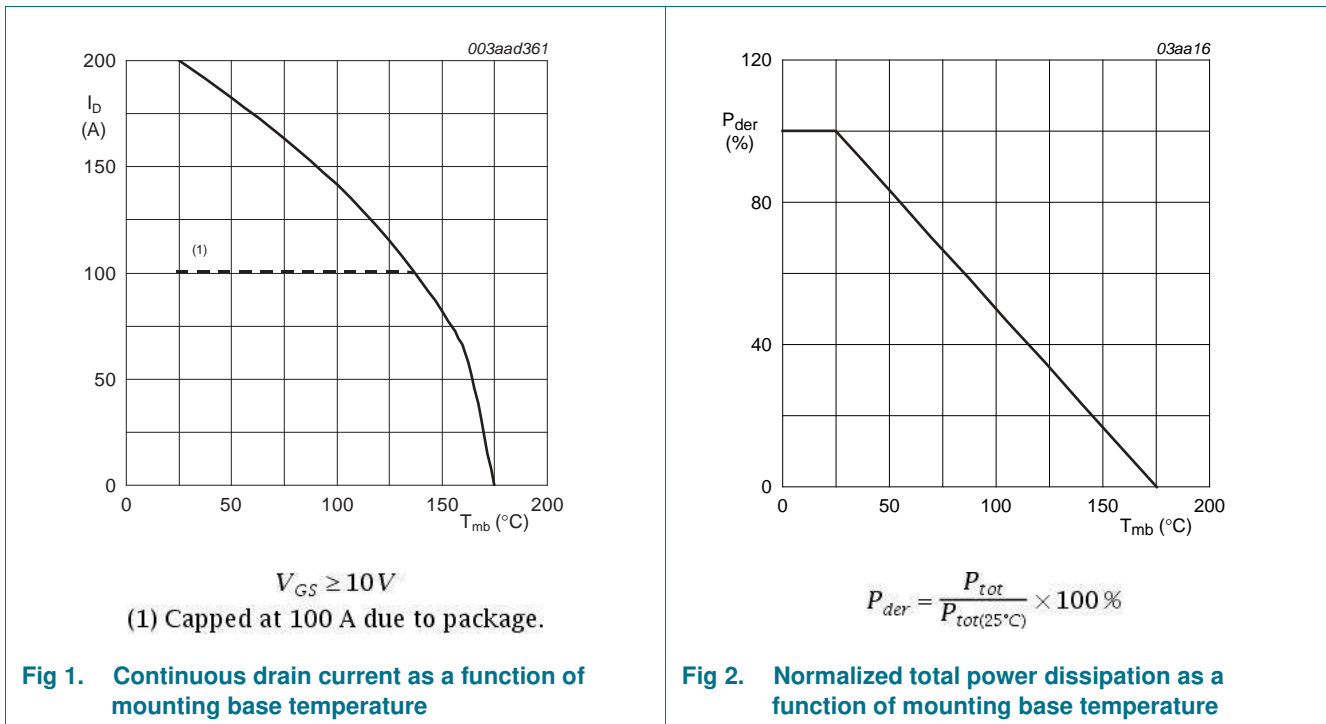 003aad361
200
I_D
(A)
150
100
50
0
(1)
0 50 100 150 200
T_mb (°C)
V_GS ≥ 10 V
(1) Capped at 100 A due to package.
Fig 1. Continuous drain current as a function of
mounting base temperature
03aa16
120
P_der
(%)
80
40
0
0 50 100 150 200
T_mb (°C)
P_der = P_tot / P_tot(25°C) × 100 %
Fig 2. Normalized total power dissipation as a
function of mounting base temperature